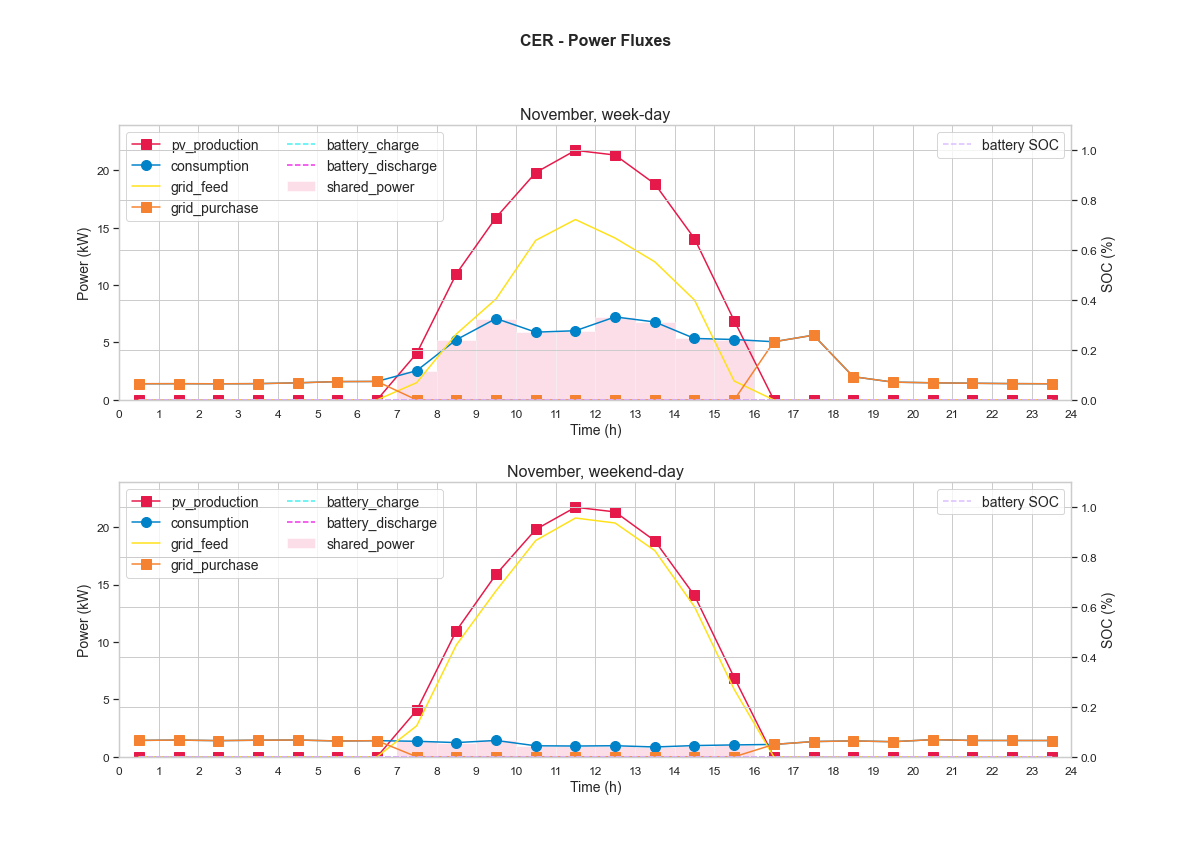 CER - Power Fluxes
November, week-day
pv_production
consumption
grid_feed
grid_purchase
battery_charge
battery_discharge
shared_power
battery SOC
Power (kW)
20
15
10
5
0
SOC (%)
1.0
0.8
0.6
0.4
0.2
0.0
0 1 2 3 4 5 6 7 8 9 10 11 12 13 14 15 16 17 18 19 20 21 22 23 24
Time (h)
November, weekend-day
pv_production
consumption
grid_feed
grid_purchase
battery_charge
battery_discharge
shared_power
battery SOC
Power (kW)
20
15
10
5
0
SOC (%)
1.0
0.8
0.6
0.4
0.2
0.0
0 1 2 3 4 5 6 7 8 9 10 11 12 13 14 15 16 17 18 19 20 21 22 23 24
Time (h)